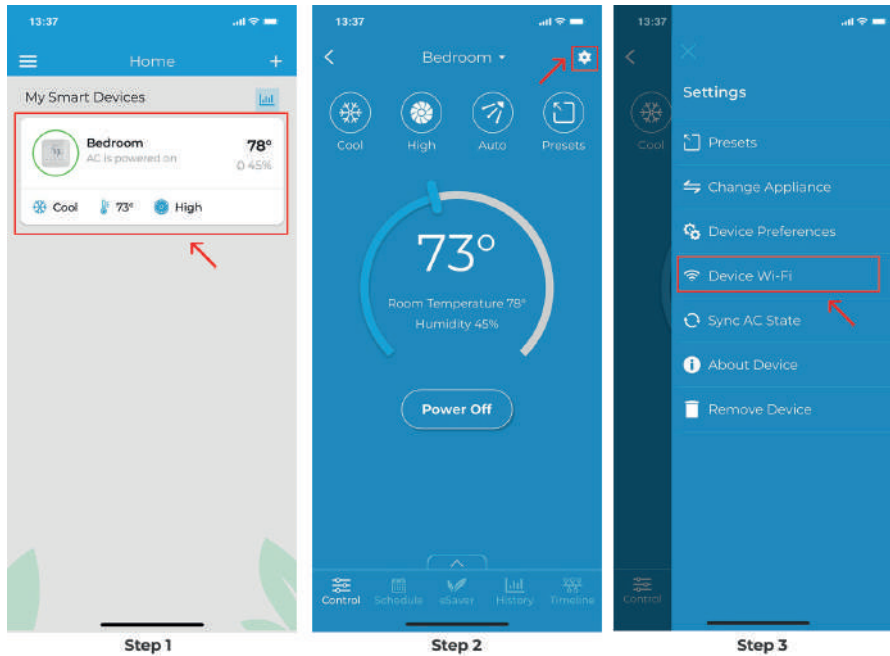 13:37
Home
My Smart Devices
Bedroom
AC is powered on
78°
45%
Cool
73°
High
Step 1
13:37
Bedroom
Cool
High
Auto
Presets
73°
Room Temperature 78°
Humidity 45%
Power Off
Control
Schedule
eSaver
History
Timeline
Step 2
13:37
Cool
Control
Settings
Presets
Change Appliance
Device Preferences
Device Wi-Fi
Sync AC State
About Device
Remove Device
Step 3